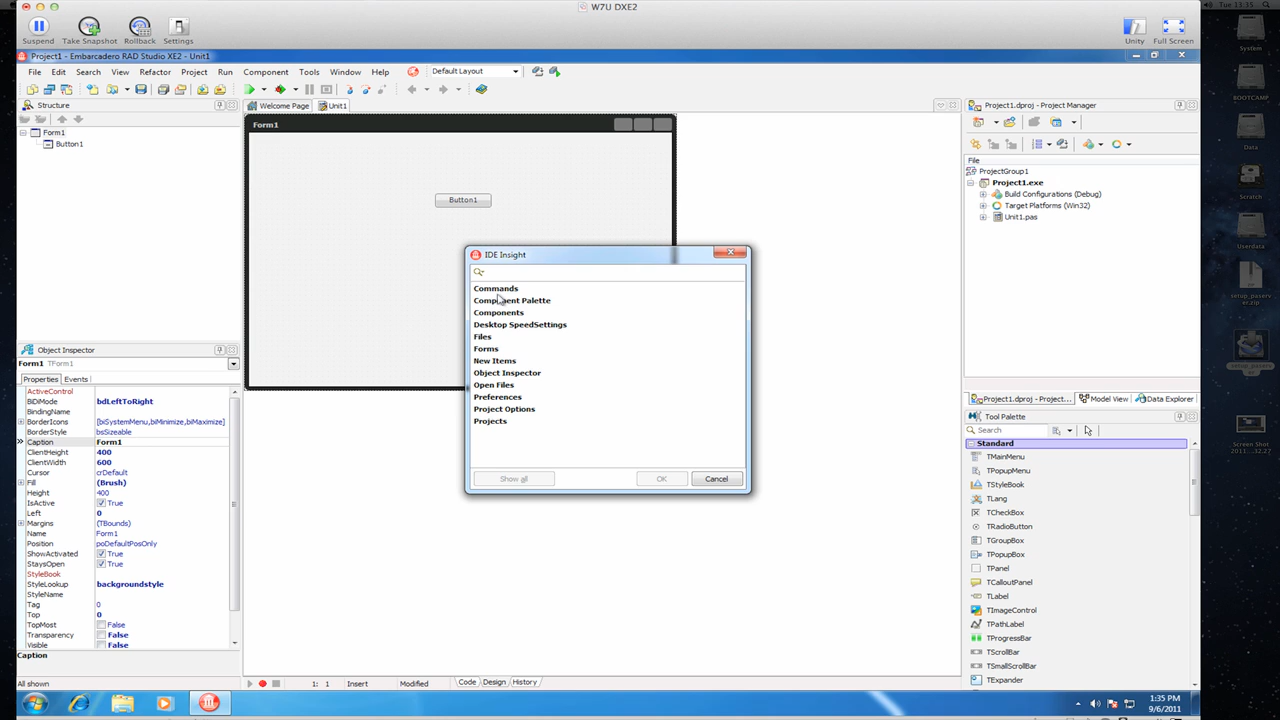 W7U DXE2
Tue 13:35
Suspend
Take Snapshot
Rollback
Settings
Unity
Full Screen
Project1 - Embarcadero RAD Studio XE2 - Unit1
File Edit Search View Refactor Project Run Component Tools Window Help
Default Layout
Structure
Form1
Button1
Welcome Page
Unit1
Form1
Button1
IDE Insight
Commands
Component Palette
Components
Desktop SpeedSettings
Files
Forms
New Items
Object Inspector
Open Files
Preferences
Project Options
Projects
Show all
OK
Cancel
Object Inspector
Form1 TForm1
Properties Events
ActiveControl
BiDiMode bdLeftToRight
BindingName
BorderIcons [biSystemMenu,biMinimize,biMaximize]
BorderStyle bsSizeable
Caption Form1
ClientHeight 400
ClientWidth 600
Cursor crDefault
Fill (Brush)
Height 400
IsActive True
Left 0
Margins (TBounds)
Name Form1
Position poDefaultPosOnly
ShowActivated True
StaysOpen True
StyleBook
StyleLookup backgroundstyle
StyleName
Tag 0
Top 0
TopMost False
Transparency False
Visible False
Caption
All shown
1: 1
Insert
Modified
Code Design History
Project1.dproj - Project Manager
File
ProjectGroup1
Project1.exe
Build Configurations (Debug)
Target Platforms (Win32)
Unit1.pas
Project1.dproj - Project...
Model View
Data Explorer
Tool Palette
Search
Standard
TMainMenu
TPopupMenu
TStyleBook
TLang
TCheckBox
TRadioButton
TGroupBox
TPopupBox
TPanel
TCalloutPanel
TLabel
TImageControl
TPathLabel
TProgressBar
TScrollBar
TSmallScrollBar
TExpander
1:35 PM
9/6/2011
System
BOOTCAMP
Data
Scratch
Userdata
setup_paserve
r.zip
setup_paserv
er
Screen Shot